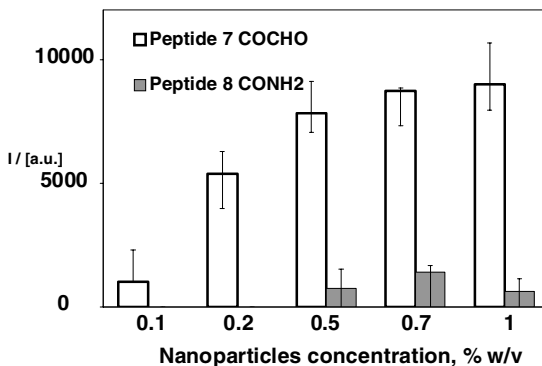 Peptide 7 COCHO
Peptide 8 CONH2
10000
I / [a.u.]
5000
0
0.1 0.2 0.5 0.7 1
Nanoparticles concentration, % w/v